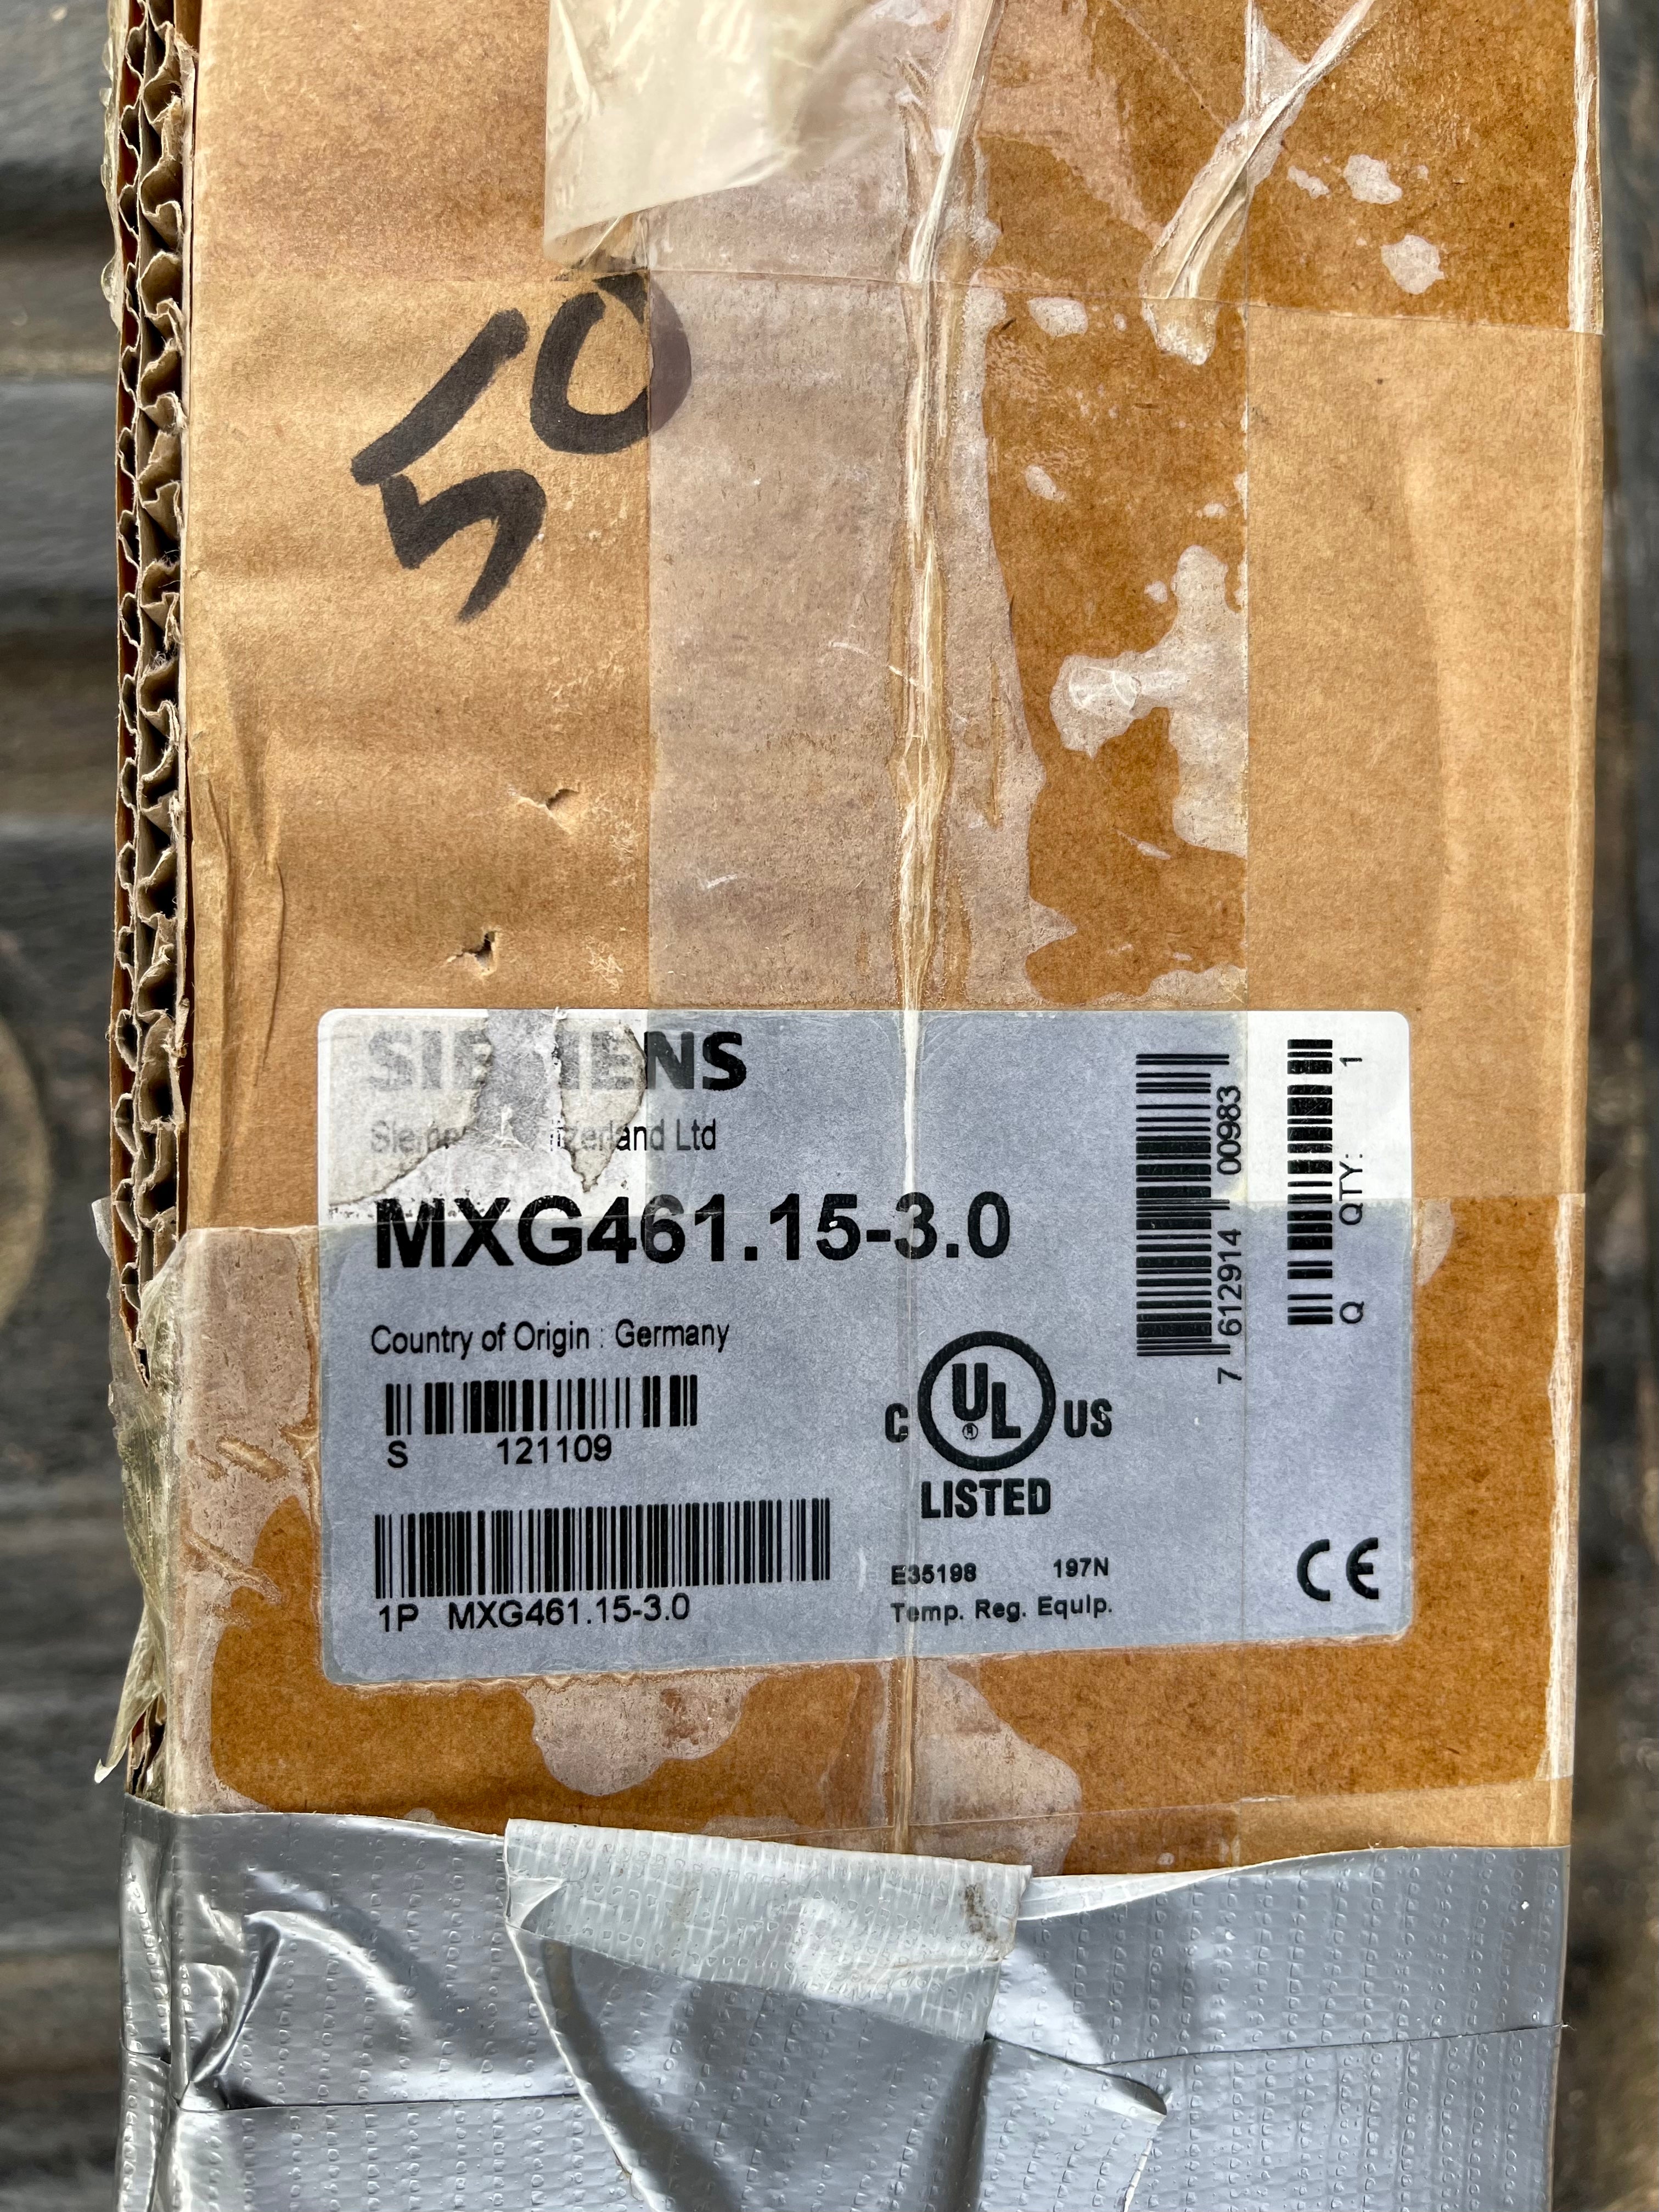 50
SIEMENS
Siemens Switzerland Ltd
MXG461.15-3.0
Country of Origin : Germany
S 121109
1P MXG461.15-3.0
C UL US
®
LISTED
E35198 197N
Temp. Reg. Equip.
7 612914 00983
Q QTY: 1
CE